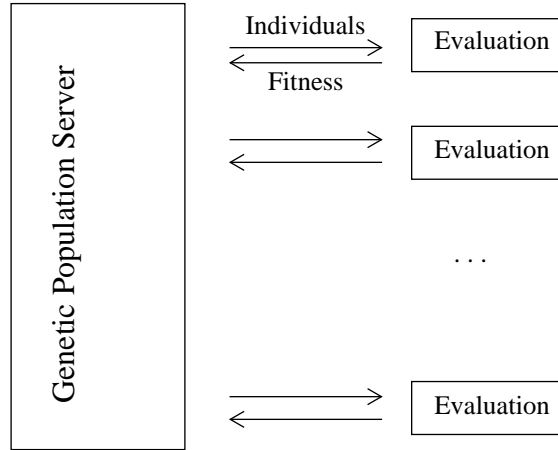 Genetic Population Server
Individuals
Fitness
Evaluation
Evaluation
. . .
Evaluation